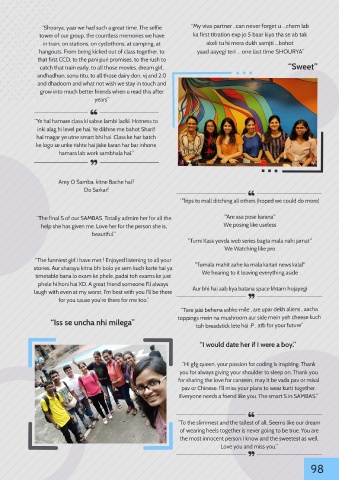 "Shourya, yaar we had such a great time. The selfie
tower of our group, the countless memories we have
in train, on stations, on cyclothons, at camping, at
hangouts. From being kicked out of class together, to
that first CCD, to the pani puri promises, to the rush to
catch that train early, to all those movies, dream girl,
andhadhun, sonu titu, to all those dairy don, vj and 2.0
and dhadoom and what not wish we stay in touch and
grow into much better friends when u read this after
years"
"Ye hai hamare class ki sabse lambi ladki. Hotness to
inki alag hi level pe hai. Ye dikhne me bahot Sharif
hai magar ye utne smart bhi hai. Class ke har batch
ke logo se unke rishte hai jake karan har bar inhone
hamara lab work sambhala hai."
Arey O Samba, kitne Bache hai?
Do Sarkar!
"The final S of our SAMBAS. Totally admire her for all the
help she has given me. Love her for the person she is,
beautiful."
"The funniest girl i have met ! Enjoyed listening to all your
stories. Aur sharayu kitna bhi bolo ye sem kuch karte hai ya
timetable bana lo exam ke phele, padai toh exams ke just
phele hi honi hai XD. A great friend someone I'll always
laugh with even at my worst. I'm best with you I'll be there
for you cause you're there for me too."
"Iss se uncha nhi milega"
"My viva partner ...can never forget u ...chem lab
ka first titration exp jo 5 baar kiya tha se ab tak
akoli tu hi mera dukh samjti ... bohot
yaad aayegi teri ... one last time SHOURYA"
"Sweet"
"Trips to mall ditching all others (hoped we could do more)
"Are asa pose karana"
We posing like useless
"Tumi Kasa yevda web series bagta mala nahi jamat"
We Watching like pro
"Tumala mahit aahe ka mala kaitari news kalal"
We hearing to it leaving everything aside
Aur bhi hai aab kya batana space khtam hojayegi
"Tere jaisi behena sabko mile , are upar dekh aliens , aacha
toppings mein na mushroom aur side mein yeh cheese kuch
toh breadstick lete hai :P . atb for your future"
"I would date her if I were a boy."
"Hi gfg queen, your passion for coding is inspiring. Thank
you for always giving your shoulder to sleep on. Thank you
for sharing the love for canteen, may it be vada pav or misal
pav or Chinese. I'll miss your plans to wear kurti together.
Everyone needs a friend like you. The smart S in SAMBAS."
"To the slimmest and the tallest of all. Seems like our dream
of wearing heels together is never going to be true. You are
the most innocent person i know and the sweetest as well.
Love you and miss you."
98